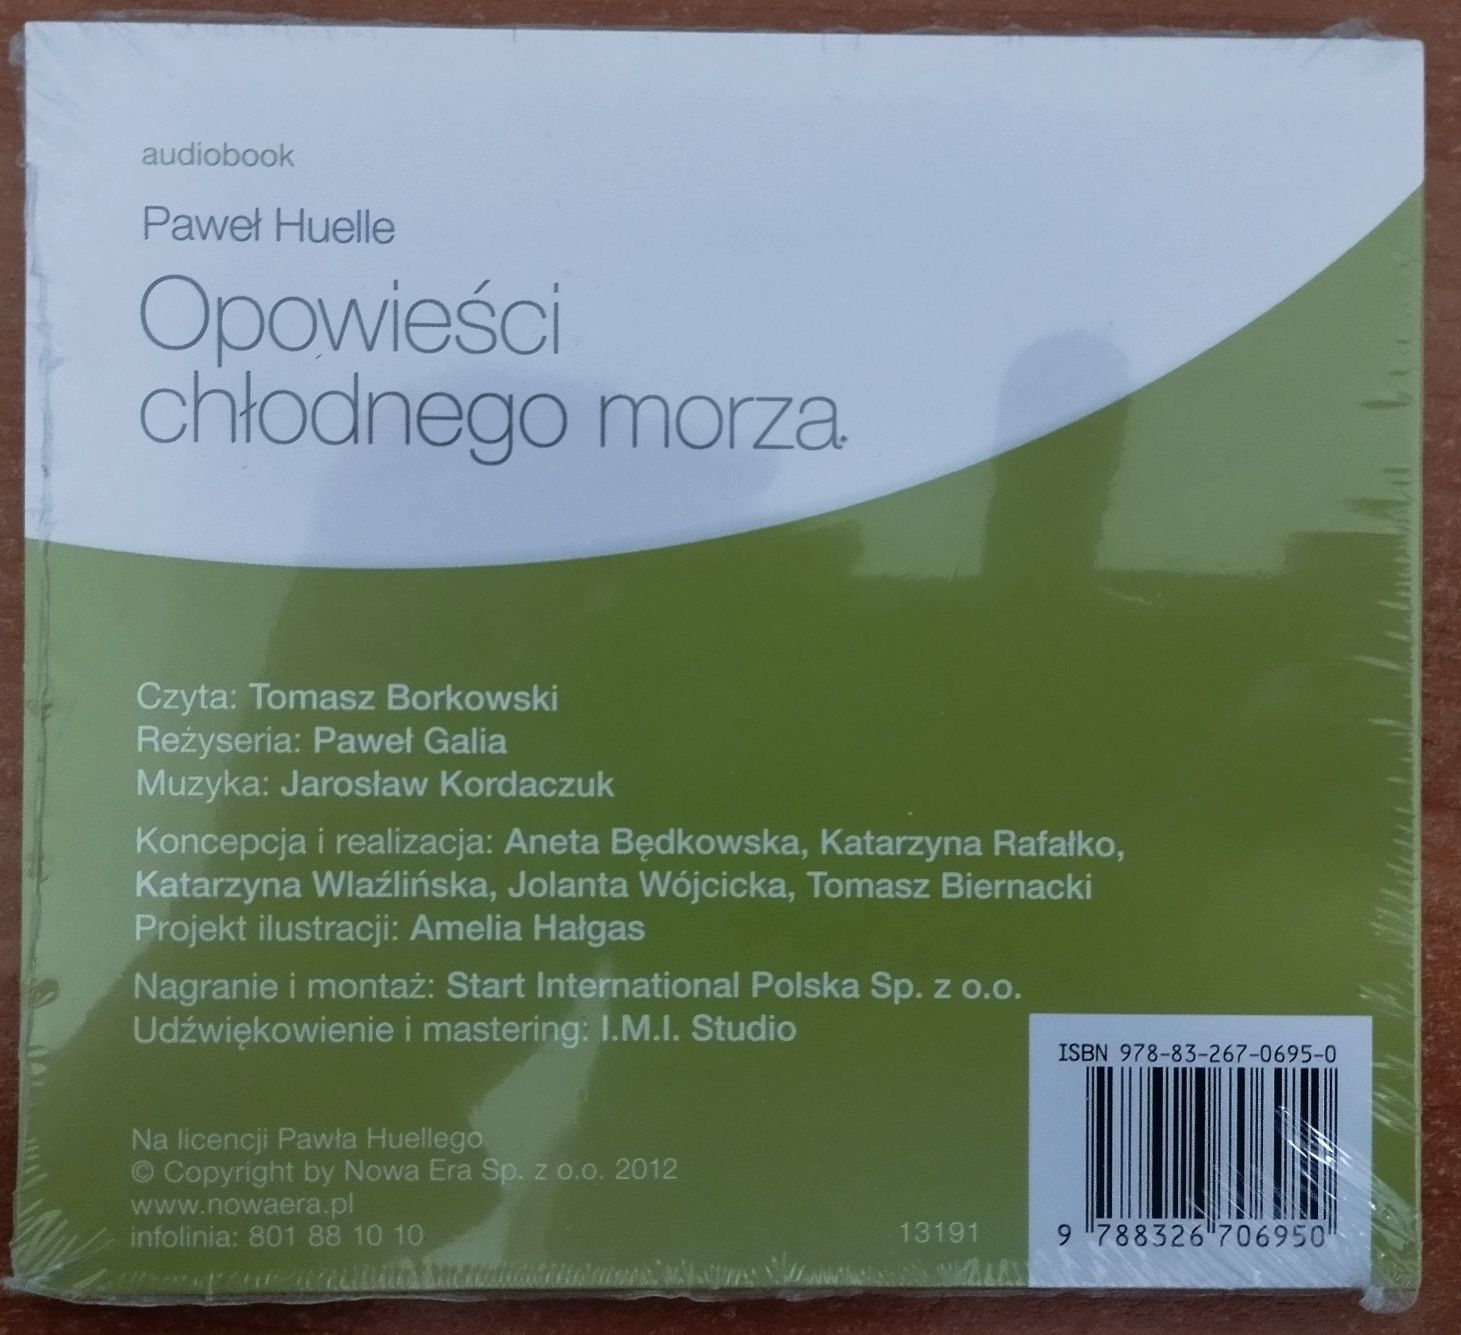 audiobook
Paweł Huelle
Opowieści
chłodnego morza
Czyta: Tomasz Borkowski
Reżyseria: Paweł Galia
Muzyka: Jarosław Kordaczuk
Koncepcja i realizacja: Aneta Będkowska, Katarzyna Rafałko,
Katarzyna Wlaźlińska, Jolanta Wójcicka, Tomasz Biernacki
Projekt ilustracji: Amelia Hałgas
Nagranie i montaż: Start International Polska Sp. z o.o.
Udźwiękowienie i mastering: I.M.I. Studio
Na licencji Pawła Huellego
© Copyright by Nowa Era Sp. z o.o. 2012
www.nowaera.pl
infolinia: 801 88 10 10
13191
ISBN 978-83-267-0695-0
9 788326 706950